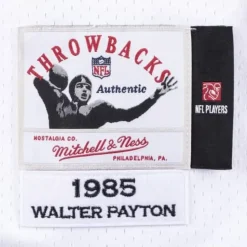 THROWBACKS
NFL
Authentic
NFL PLAYERS
NOSTALGIA CO.
Mitchell & Ness
PHILADELPHIA, PA.
1985
WALTER PAYTON